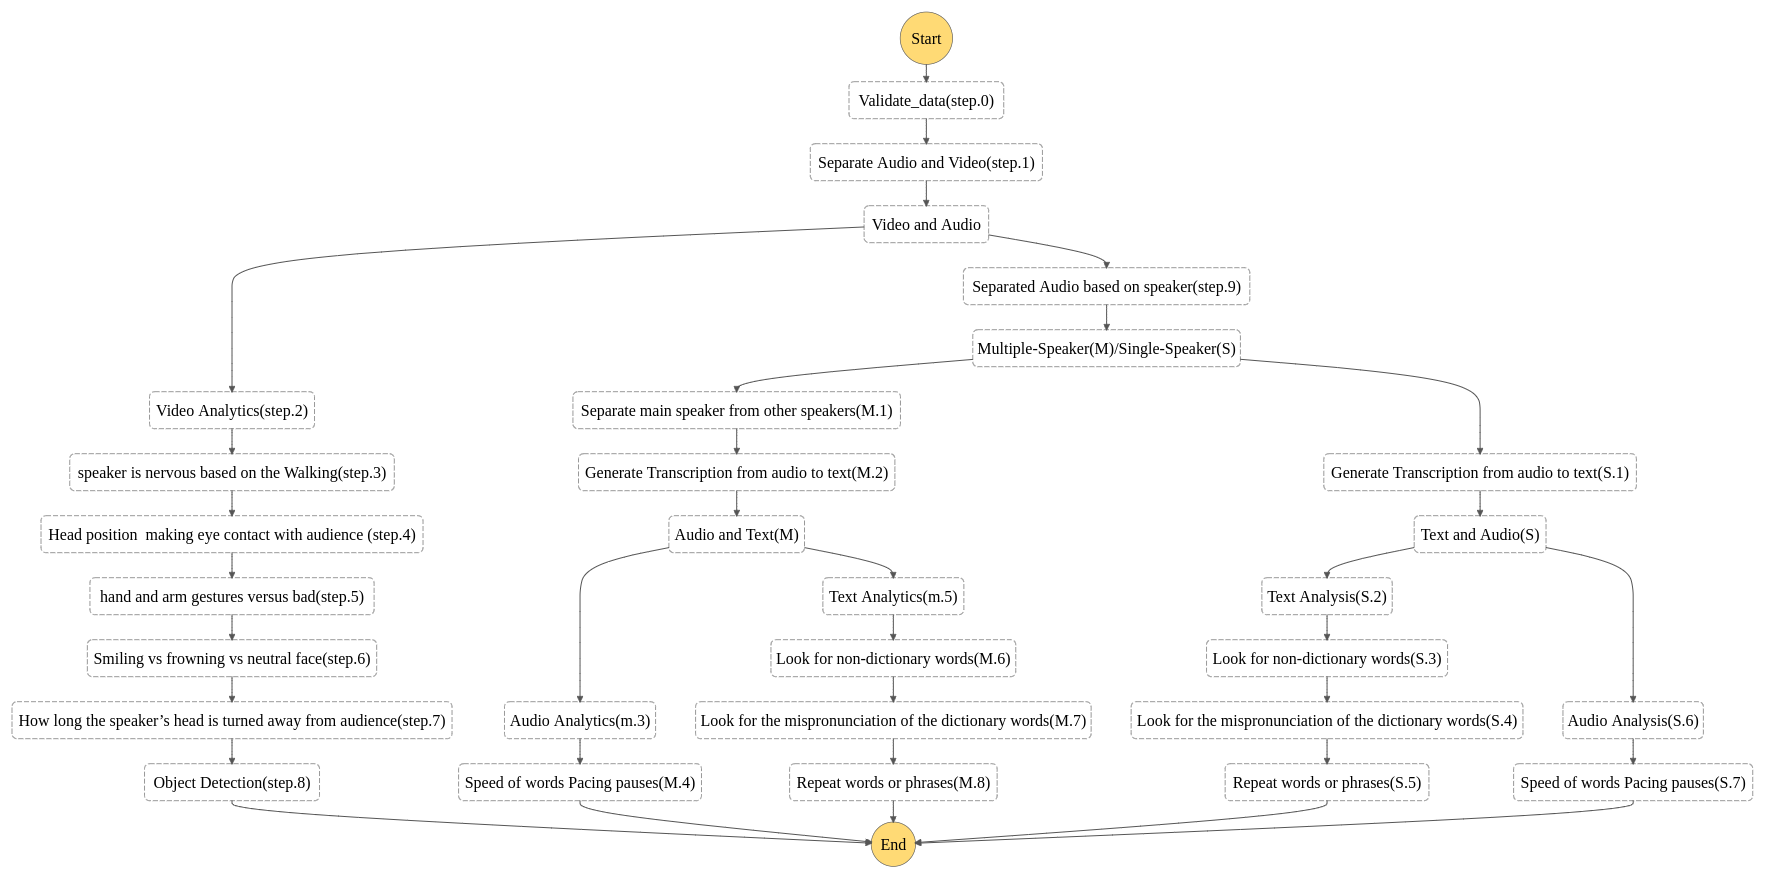 Start
Validate_data(step.0)
Separate Audio and Video(step.1)
Video and Audio
Separated Audio based on speaker(step.9)
Multiple-Speaker(M)/Single-Speaker(S)
Video Analytics(step.2)
Separate main speaker from other speakers(M.1)
speaker is nervous based on the Walking(step.3)
Generate Transcription from audio to text(M.2)
Generate Transcription from audio to text(S.1)
Head position  making eye contact with audience (step.4)
Audio and Text(M)
Text and Audio(S)
hand and arm gestures versus bad(step.5)
Text Analytics(m.5)
Text Analysis(S.2)
Smiling vs frowning vs neutral face(step.6)
Look for non-dictionary words(M.6)
Look for non-dictionary words(S.3)
How long the speaker’s head is turned away from audience(step.7)
Audio Analytics(m.3)
Look for the mispronunciation of the dictionary words(M.7)
Look for the mispronunciation of the dictionary words(S.4)
Audio Analysis(S.6)
Object Detection(step.8)
Speed of words Pacing pauses(M.4)
Repeat words or phrases(M.8)
Repeat words or phrases(S.5)
Speed of words Pacing pauses(S.7)
End